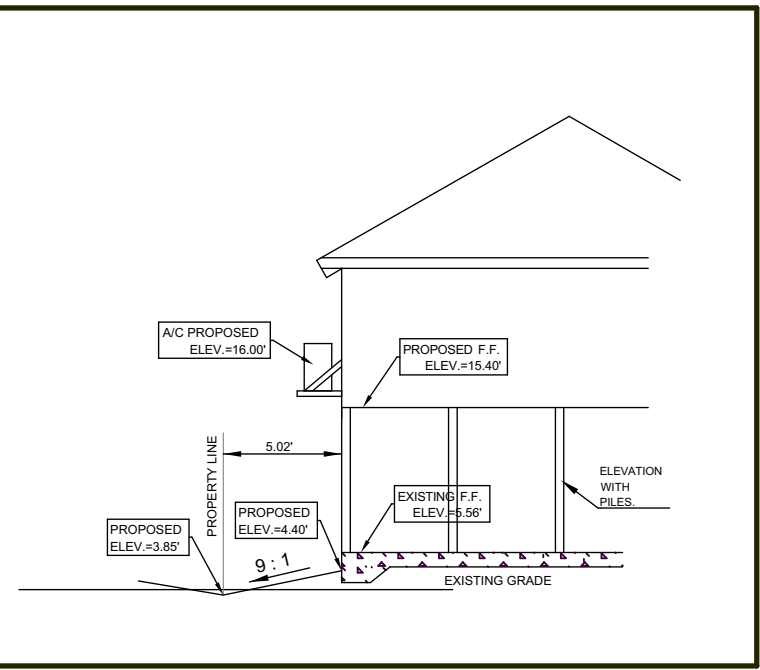 A/C PROPOSED
ELEV.=16.00'
PROPOSED F.F.
ELEV.=15.40'
PROPERTY LINE
5.02'
ELEVATION
WITH
PILES.
EXISTING F.F.
ELEV.=5.56'
PROPOSED
ELEV.=4.40'
PROPOSED
ELEV.=3.85'
9 : 1
EXISTING GRADE